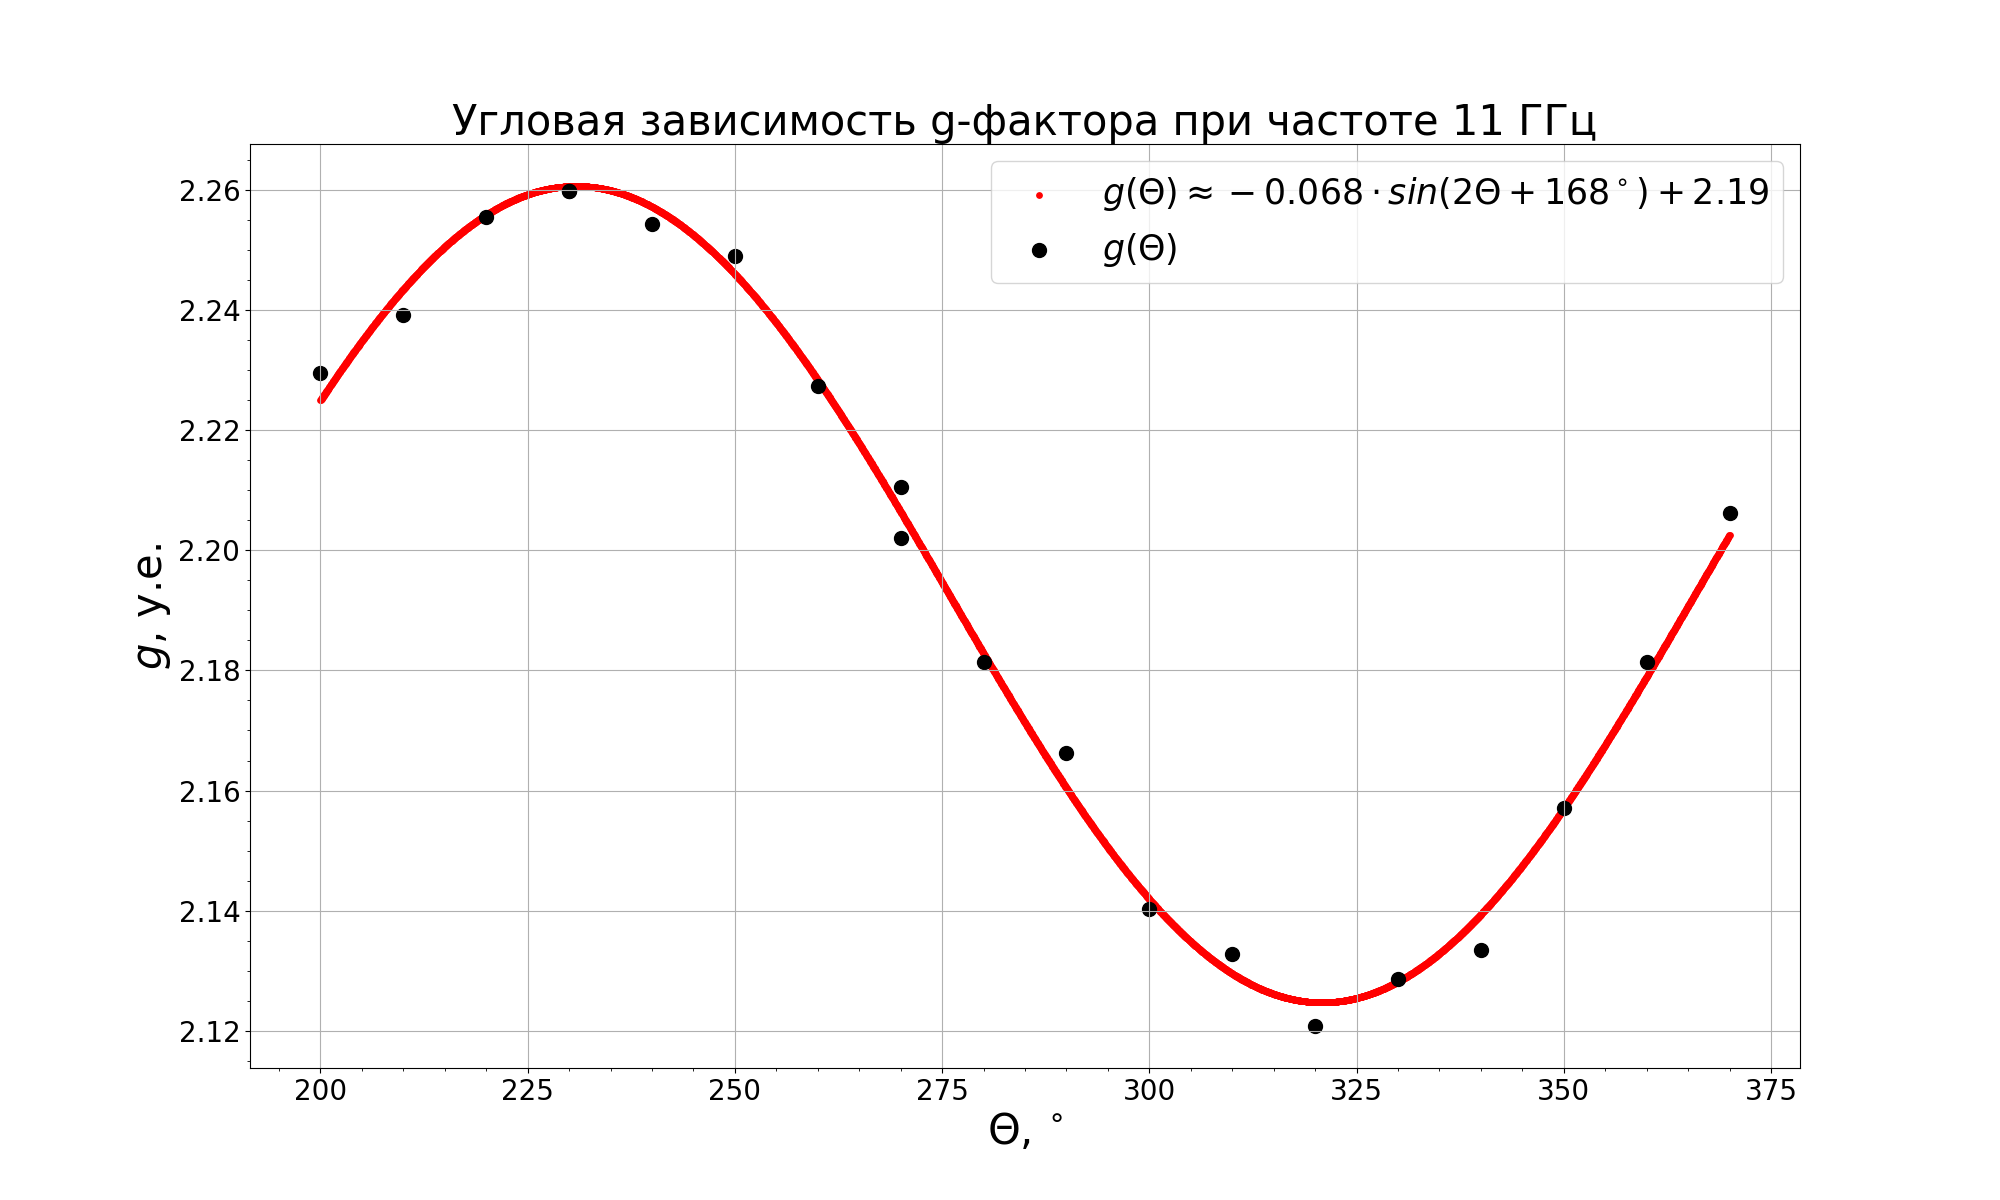 Угловая зависимость g-фактора при частоте 11 ГГц
g(Θ) ≈ − 0.068 · sin(2Θ + 168°) + 2.19
g(Θ)
2.26
2.24
2.22
2.20
2.18
2.16
2.14
2.12
g, у.е.
200 225 250 275 300 325 350 375
Θ, °